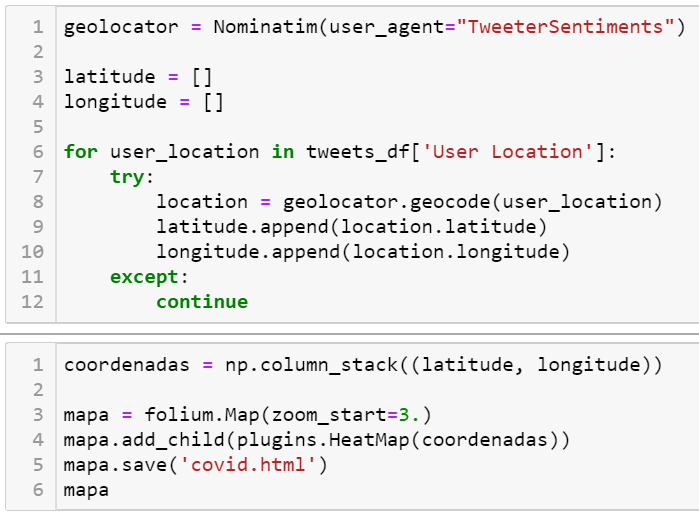 1 geolocator = Nominatim(user_agent="TweeterSentiments")
2
3 latitude = []
4 longitude = []
5
6 for user_location in tweets_df['User Location']:
7     try:
8         location = geolocator.geocode(user_location)
9         latitude.append(location.latitude)
10         longitude.append(location.longitude)
11     except:
12         continue
1 coordenadas = np.column_stack((latitude, longitude))
2
3 mapa = folium.Map(zoom_start=3.)
4 mapa.add_child(plugins.HeatMap(coordenadas))
5 mapa.save('covid.html')
6 mapa